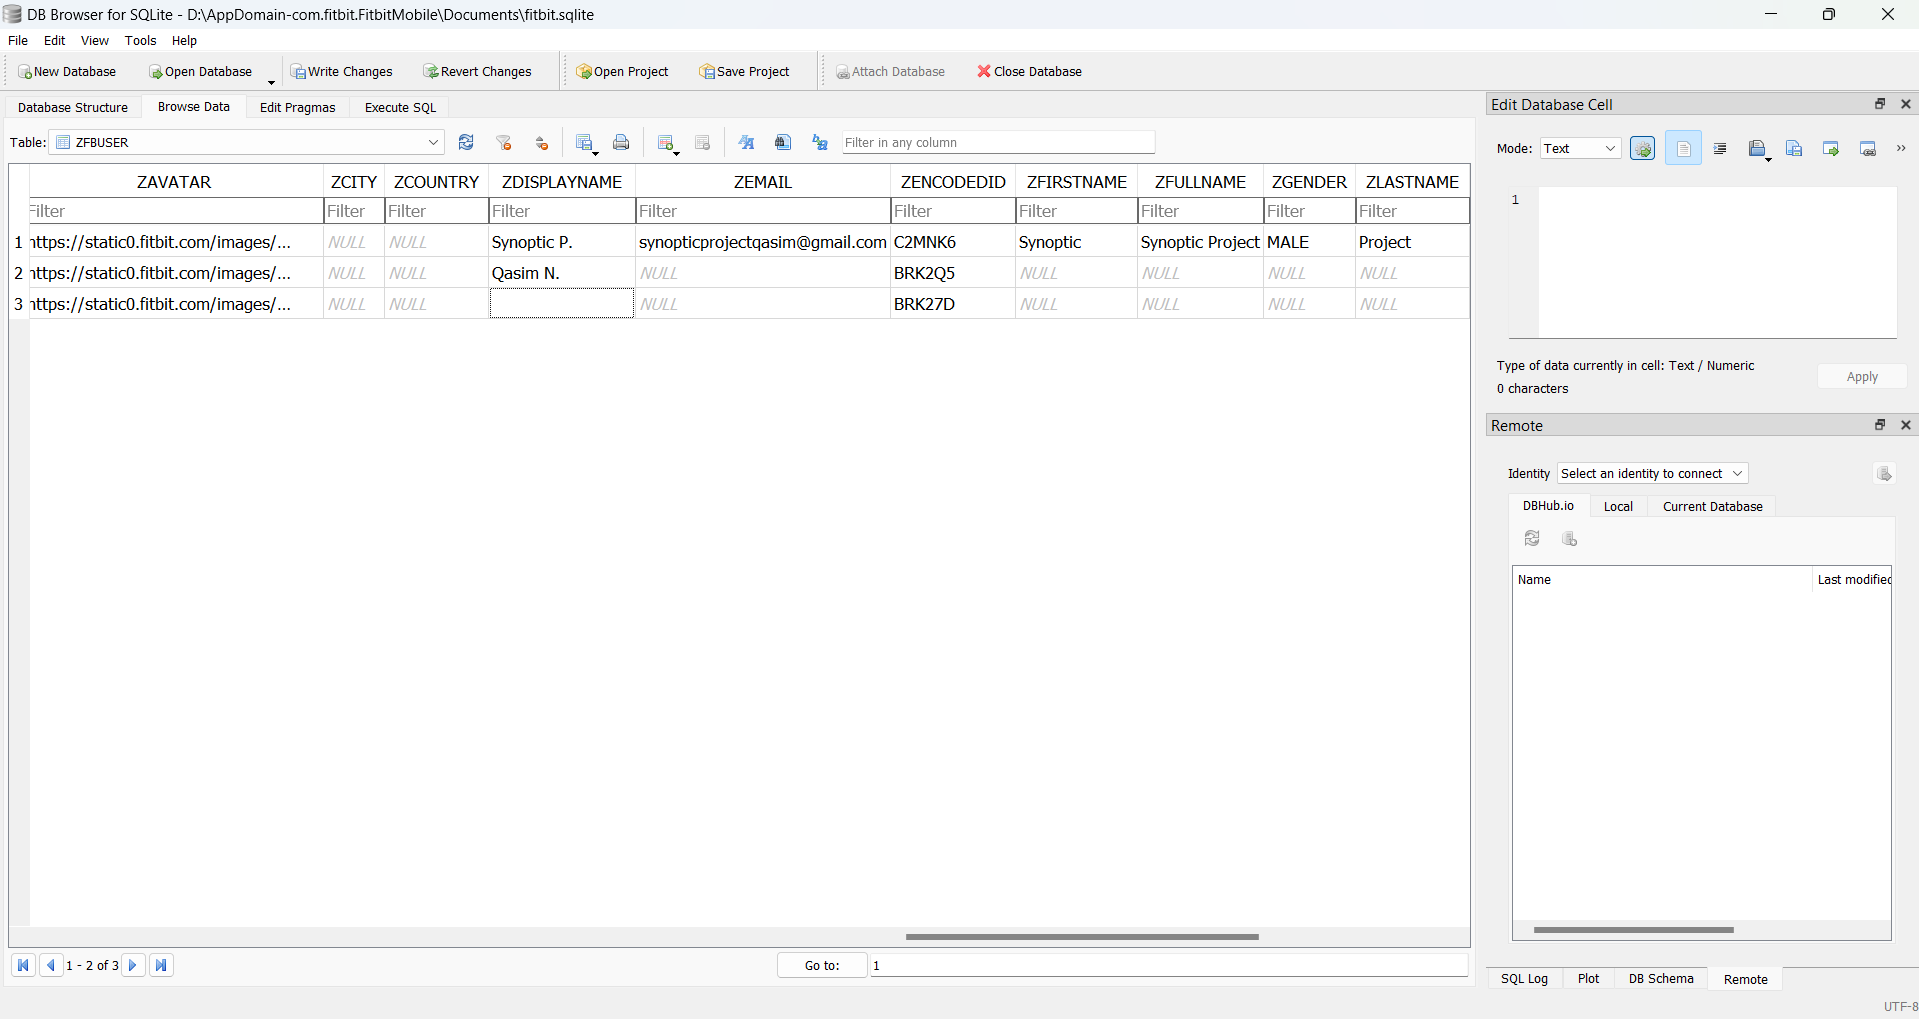 DB Browser for SQLite - D:\AppDomain-com.fitbit.FitbitMobile\Documents\fitbit.sqlite
File Edit View Tools Help
New Database Open Database Write Changes Revert Changes Open Project Save Project Attach Database Close Database
Database Structure Browse Data Edit Pragmas Execute SQL
Table: ZFBUSER Filter in any column
ZAVATAR ZCITY ZCOUNTRY ZDISPLAYNAME ZEMAIL ZENCODEDID ZFIRSTNAME ZFULLNAME ZGENDER ZLASTNAME
Filter Filter Filter Filter Filter Filter Filter Filter Filter Filter
1 https://static0.fitbit.com/images/... NULL NULL Synoptic P. synopticprojectqasim@gmail.com C2MNK6 Synoptic Synoptic Project MALE Project
2 https://static0.fitbit.com/images/... NULL NULL Qasim N. NULL BRK2Q5 NULL NULL NULL NULL
3 https://static0.fitbit.com/images/... NULL NULL NULL BRK27D NULL NULL NULL NULL
1 - 2 of 3 Go to: 1
Edit Database Cell
Mode: Text
1
Type of data currently in cell: Text / Numeric
0 characters
Apply
Remote
Identity Select an identity to connect
DBHub.io Local Current Database
Name Last modified
SQL Log Plot DB Schema Remote
UTF-8